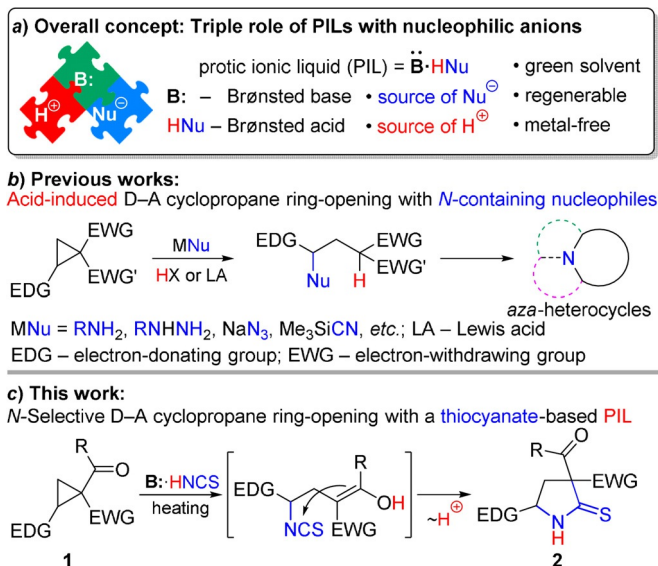 a) Overall concept: Triple role of PILs with nucleophilic anions
B:
H⊕
Nu⊖
protic ionic liquid (PIL) = B̈·HNu
• green solvent
B: – Brønsted base
• source of Nu⊖
• regenerable
HNu – Brønsted acid
• source of H⊕
• metal-free
b) Previous works:
Acid-induced D–A cyclopropane ring-opening with N-containing nucleophiles
EWG
EWG'
EDG
MNu
HX or LA
EDG
EWG
EWG'
Nu
H
N
aza-heterocycles
MNu = RNH₂, RNHNH₂, NaN₃, Me₃SiCN, etc.; LA – Lewis acid
EDG – electron-donating group; EWG – electron-withdrawing group
c) This work:
N-Selective D–A cyclopropane ring-opening with a thiocyanate-based PIL
R
O
EWG
EDG
1
B:·HNCS
heating
R
EDG
OH
NCS
EWG
~H⊕
R
O
EWG
EDG
S
N
H
2